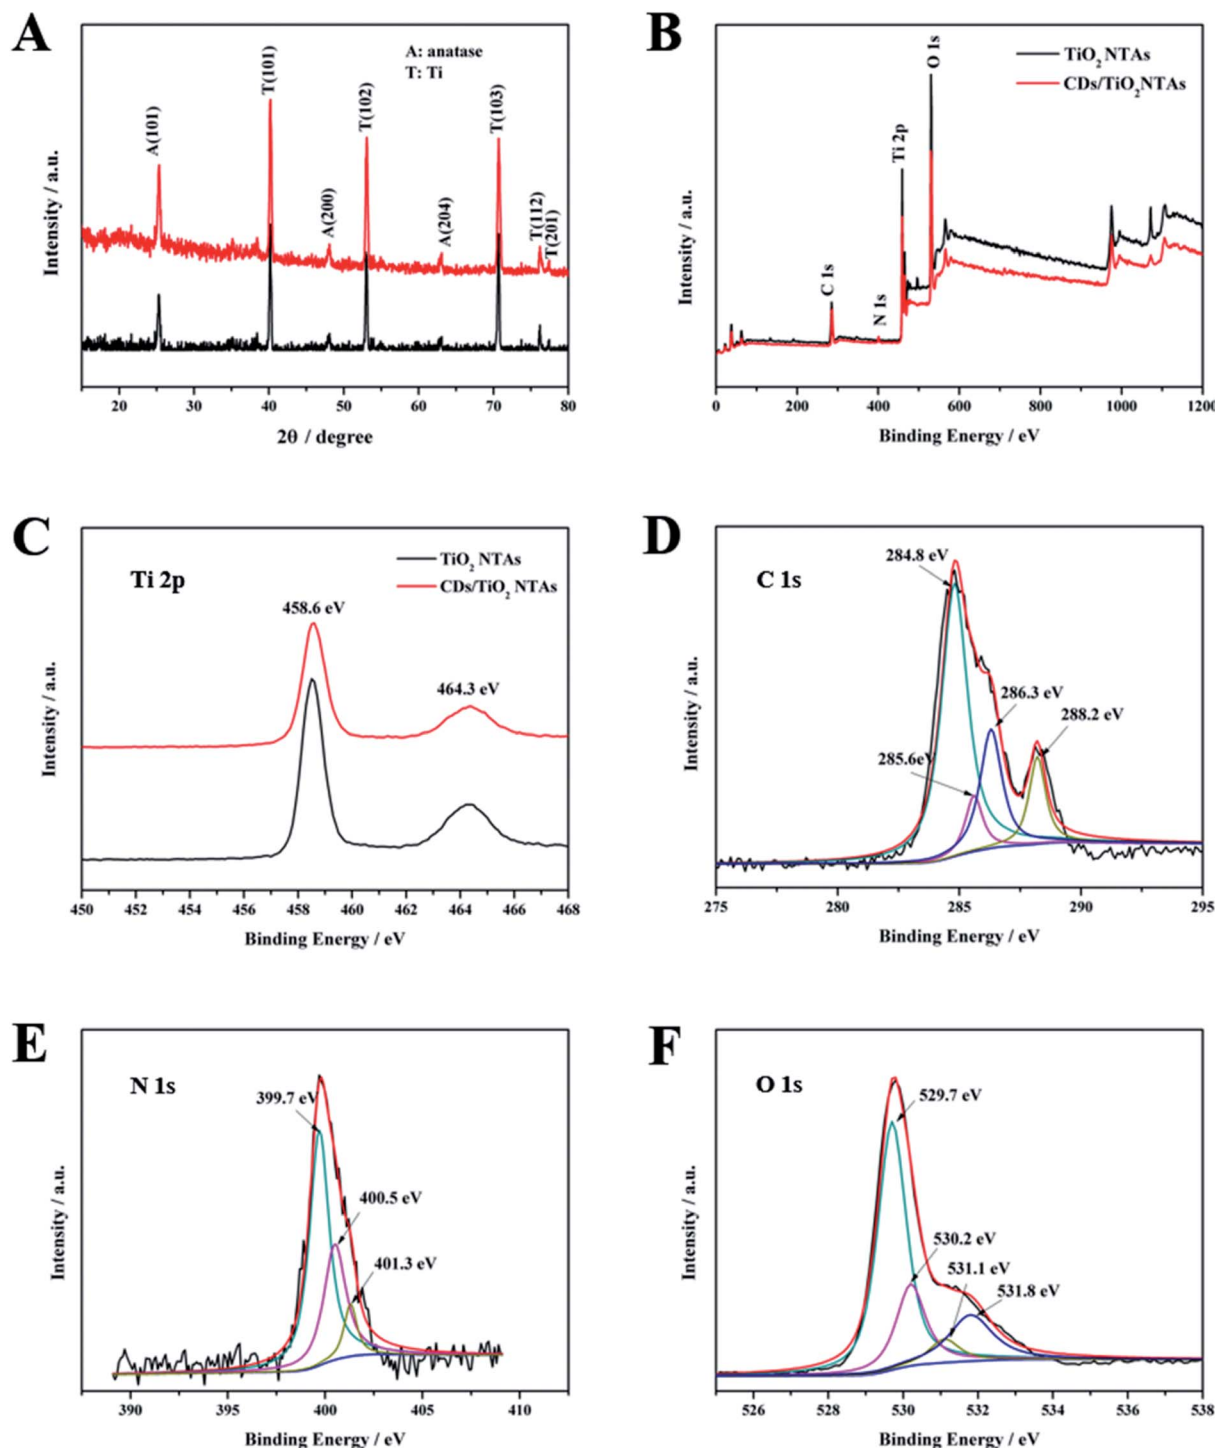 A
A: anatase
T: Ti
A(101)
T(101)
A(200)
T(102)
A(204)
T(103)
T(112)
T(201)
Intensity / a.u.
20 30 40 50 60 70 80
2θ / degree
B
TiO2 NTAs
CDs/TiO2NTAs
C 1s
N 1s
Ti 2p
O 1s
Intensity / a.u.
0 200 400 600 800 1000 1200
Binding Energy / eV
C
Ti 2p
TiO2 NTAs
CDs/TiO2 NTAs
458.6 eV
464.3 eV
Intensity / a.u.
450 452 454 456 458 460 462 464 466 468
Binding Energy / eV
D
C 1s
284.8 eV
286.3 eV
288.2 eV
285.6eV
Intensity / a.u.
275 280 285 290 295
Binding Energy / eV
E
N 1s
399.7 eV
400.5 eV
401.3 eV
Intensity / a.u.
390 395 400 405 410
Binding Energy / eV
F
O 1s
529.7 eV
530.2 eV
531.1 eV
531.8 eV
Intensity / a.u.
526 528 530 532 534 536 538
Binding Energy / eV